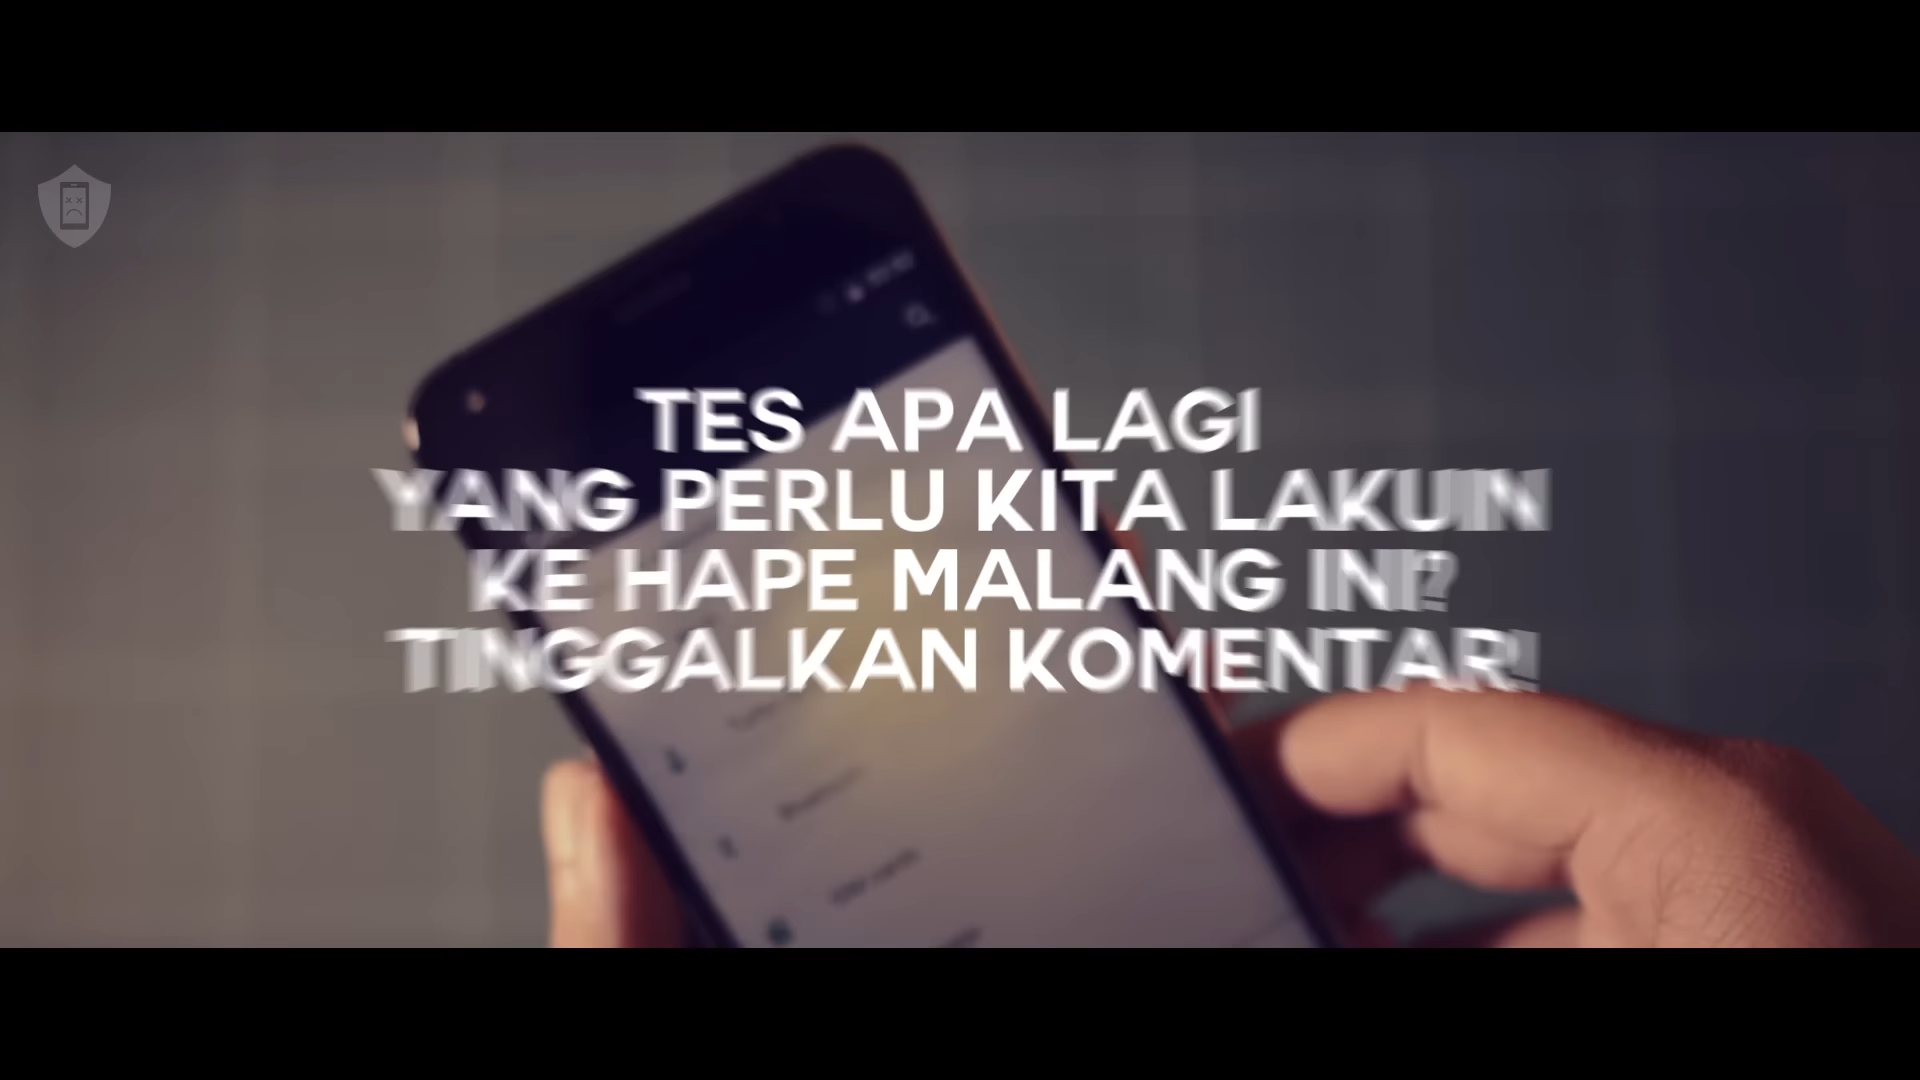 TES APA LAGI
YANG PERLU KITA LAKUIN
KE HAPE MALANG INI?
TINGGALKAN KOMENTAR!